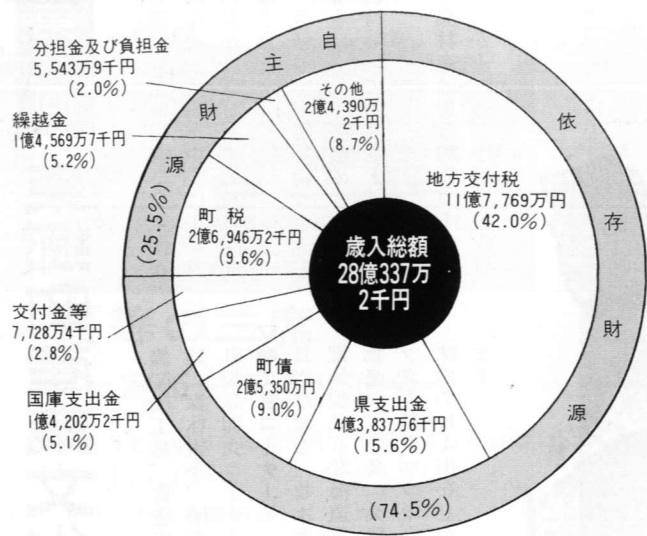 自主財源
(25.5%)
依存財源
(74.5%)
歳入総額
28億337万
2千円
地方交付税
11億7,769万円
(42.0%)
県支出金
4億3,837万6千円
(15.6%)
町債
2億5,350万円
(9.0%)
国庫支出金
1億4,202万2千円
(5.1%)
交付金等
7,728万4千円
(2.8%)
町税
2億6,946万2千円
(9.6%)
繰越金
1億4,569万7千円
(5.2%)
分担金及び負担金
5,543万9千円
(2.0%)
その他
2億4,390万
2千円
(8.7%)